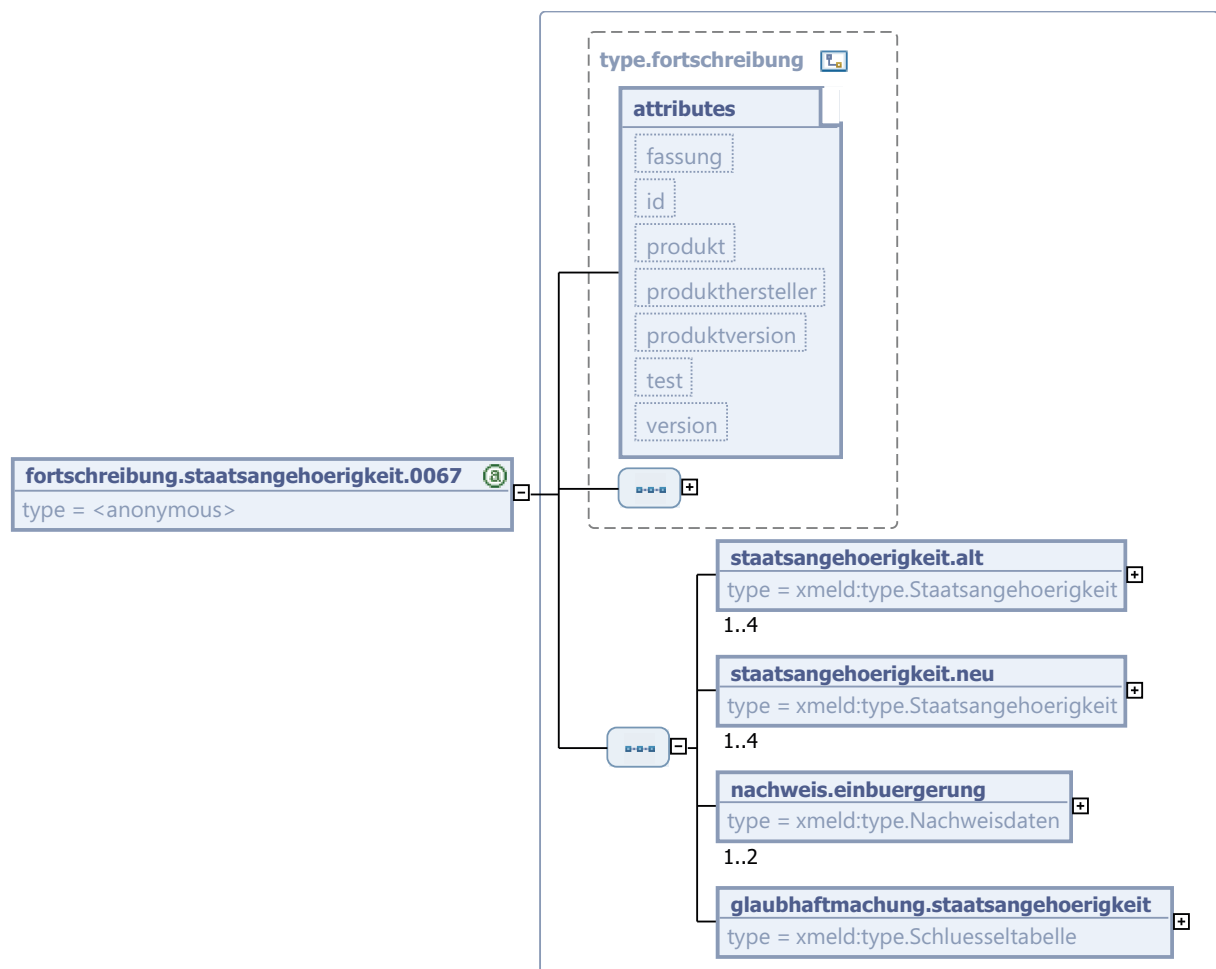 type.fortschreibung
attributes
fassung
id
produkt
produkthersteller
produktversion
test
version
fortschreibung.staatsangehoerigkeit.0067 @
type = <anonymous>
staatsangehoerigkeit.alt
type = xmeld:type.Staatsangehoerigkeit
1..4
staatsangehoerigkeit.neu
type = xmeld:type.Staatsangehoerigkeit
1..4
nachweis.einbuergerung
type = xmeld:type.Nachweisdaten
1..2
glaubhaftmachung.staatsangehoerigkeit
type = xmeld:type.Schluesseltabelle